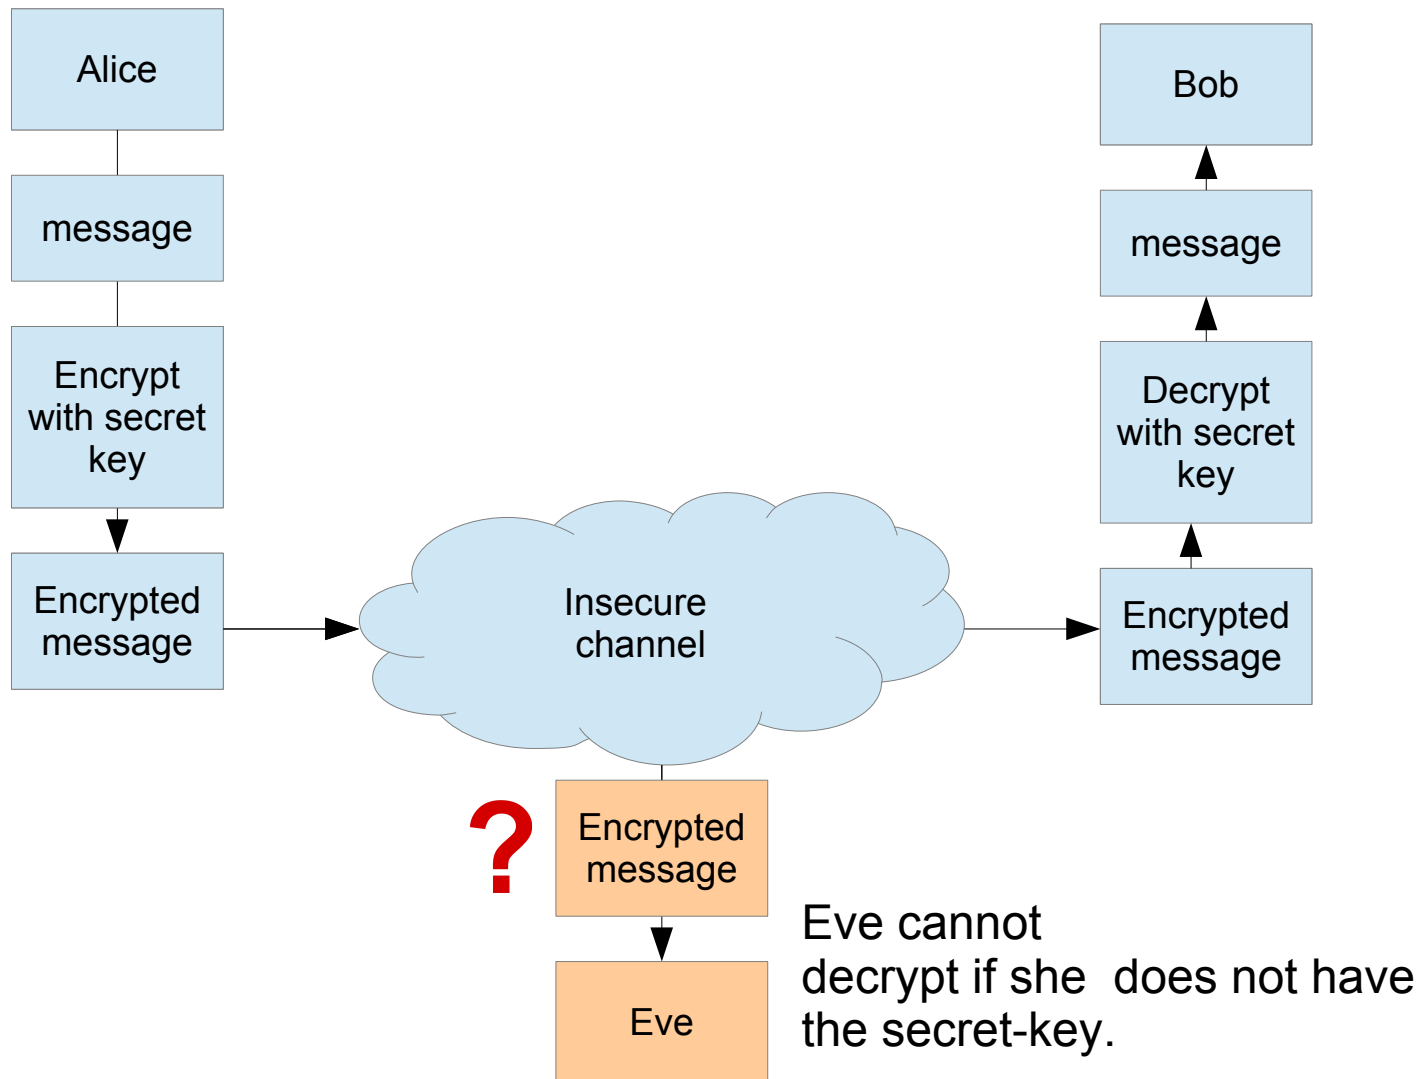 Alice
message
Encrypt
with secret
key
Encrypted
message
Insecure
channel
Bob
message
Decrypt
with secret
key
Encrypted
message
?
Encrypted
message
Eve
Eve cannot
decrypt if she  does not have
the secret-key.